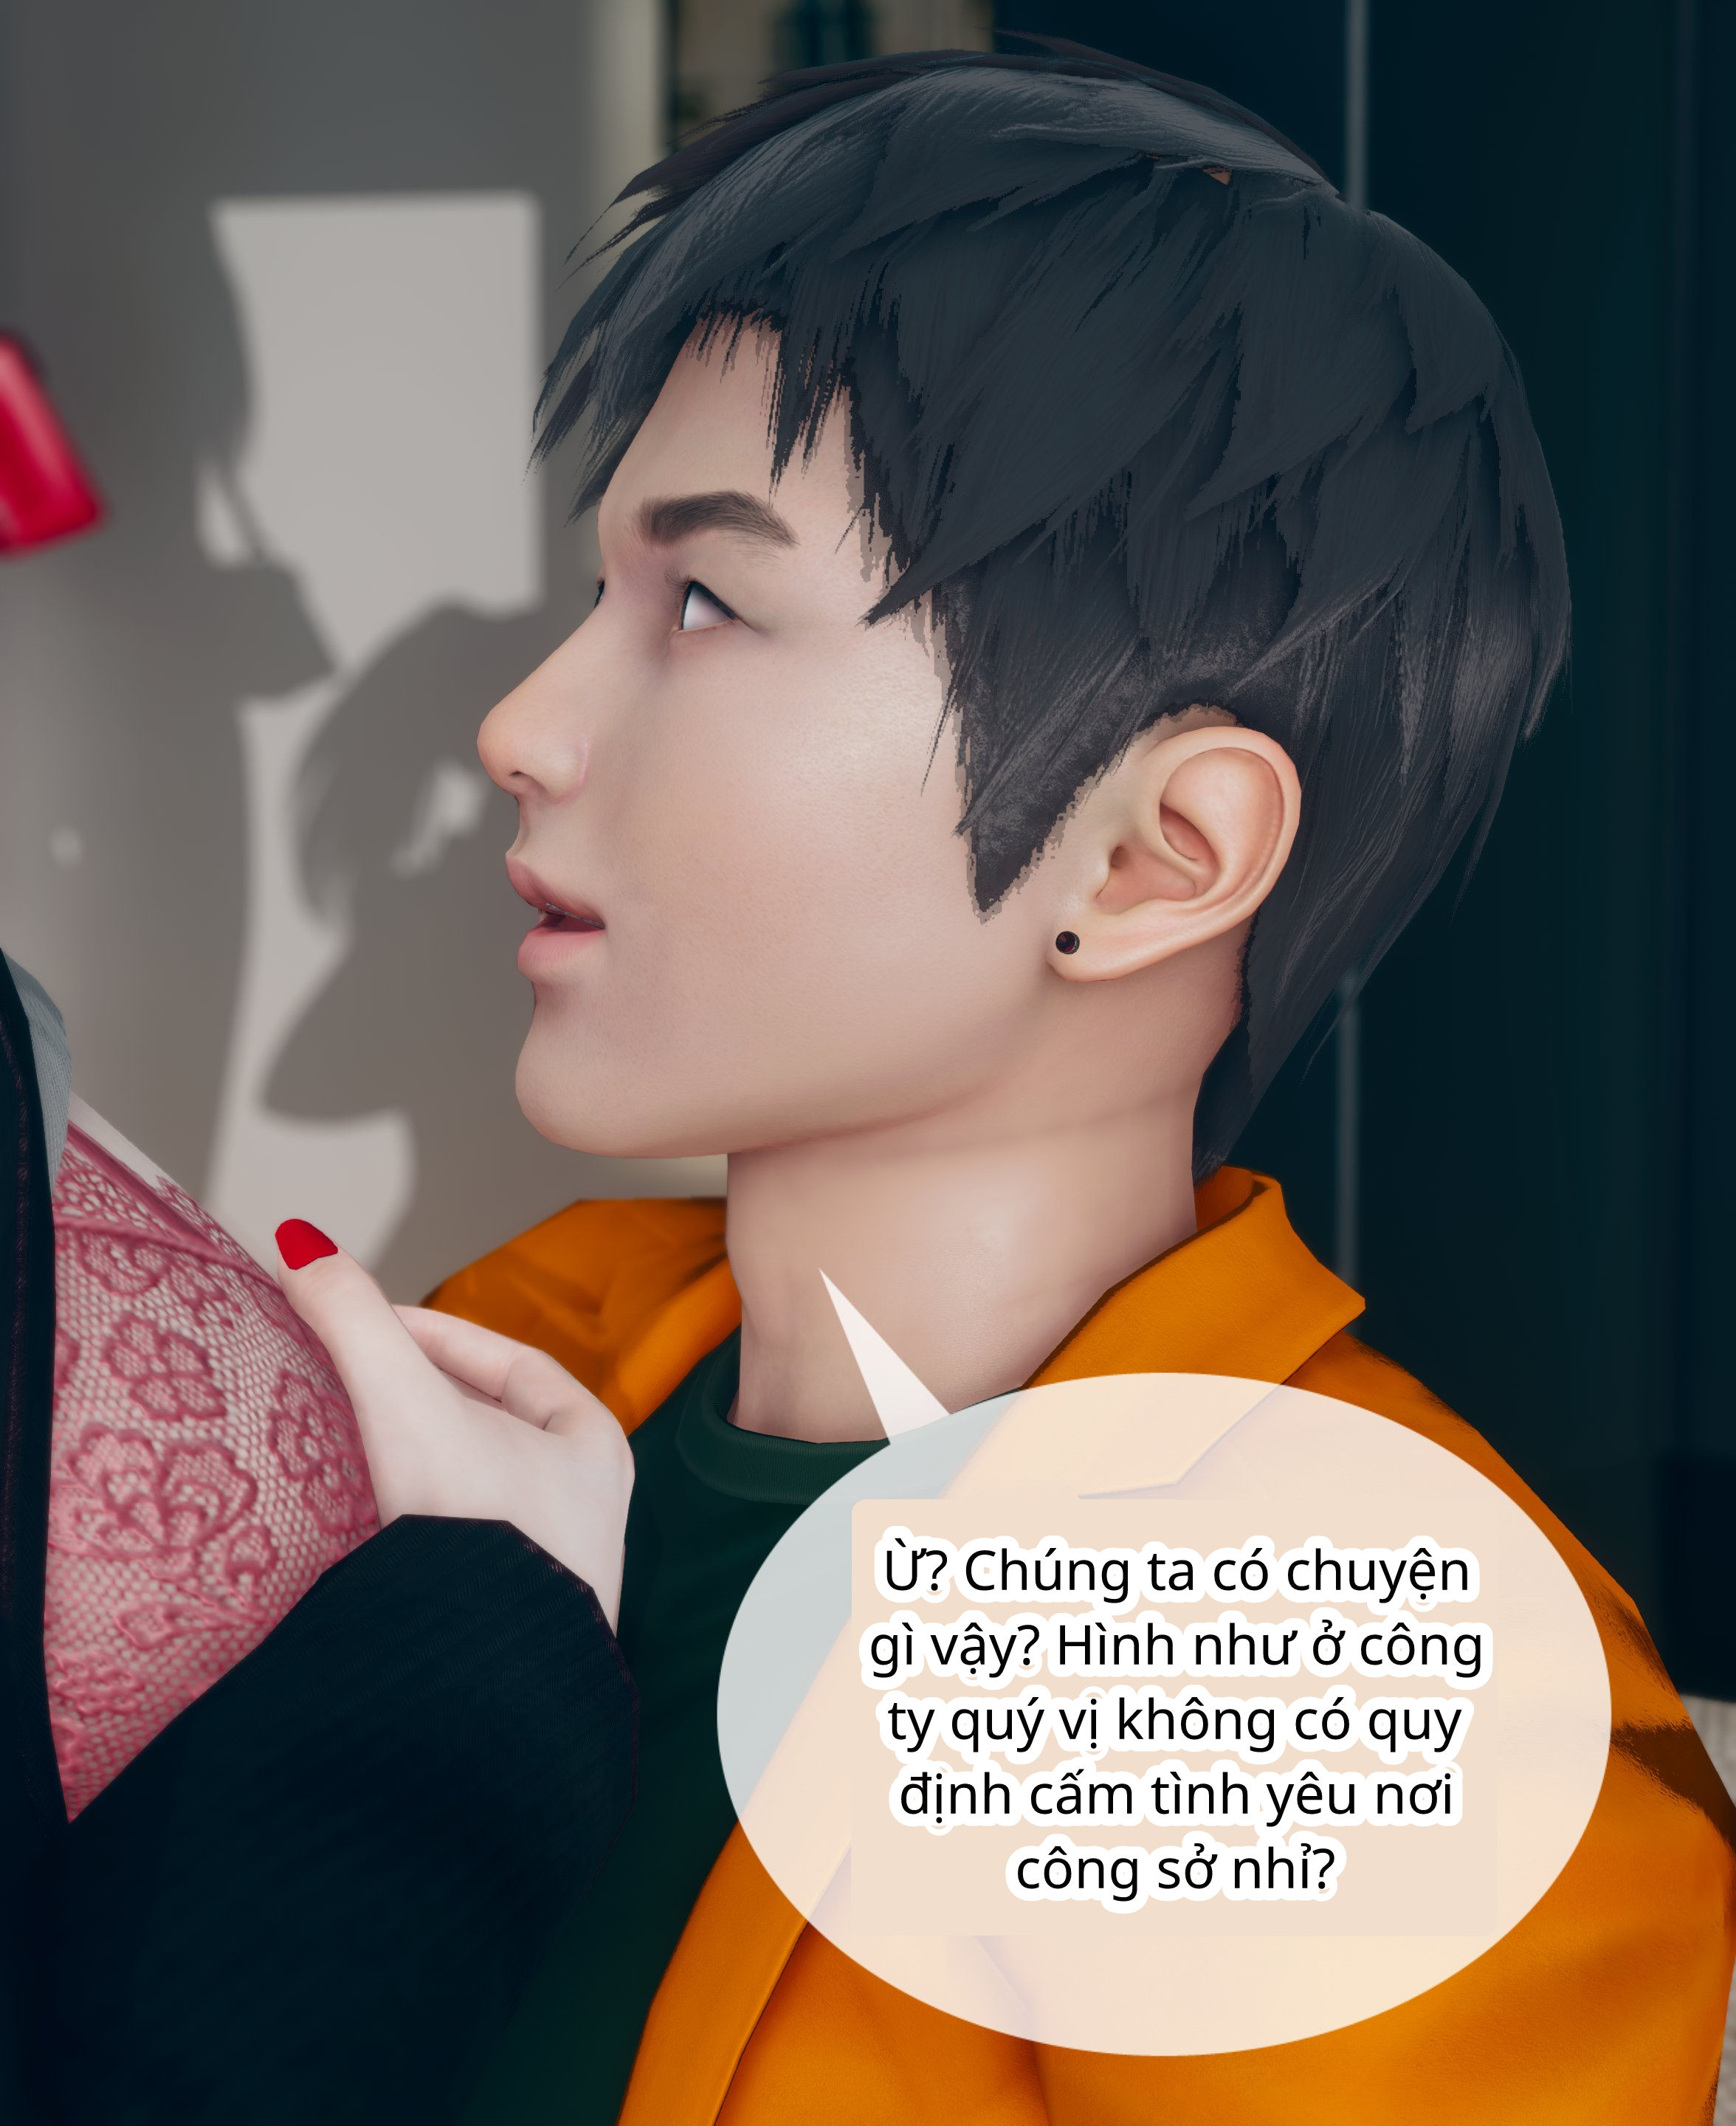 Ừ? Chúng ta có chuyện
gì vậy? Hình như ở công
ty quý vị không có quy
định cấm tình yêu nơi
công sở nhỉ?